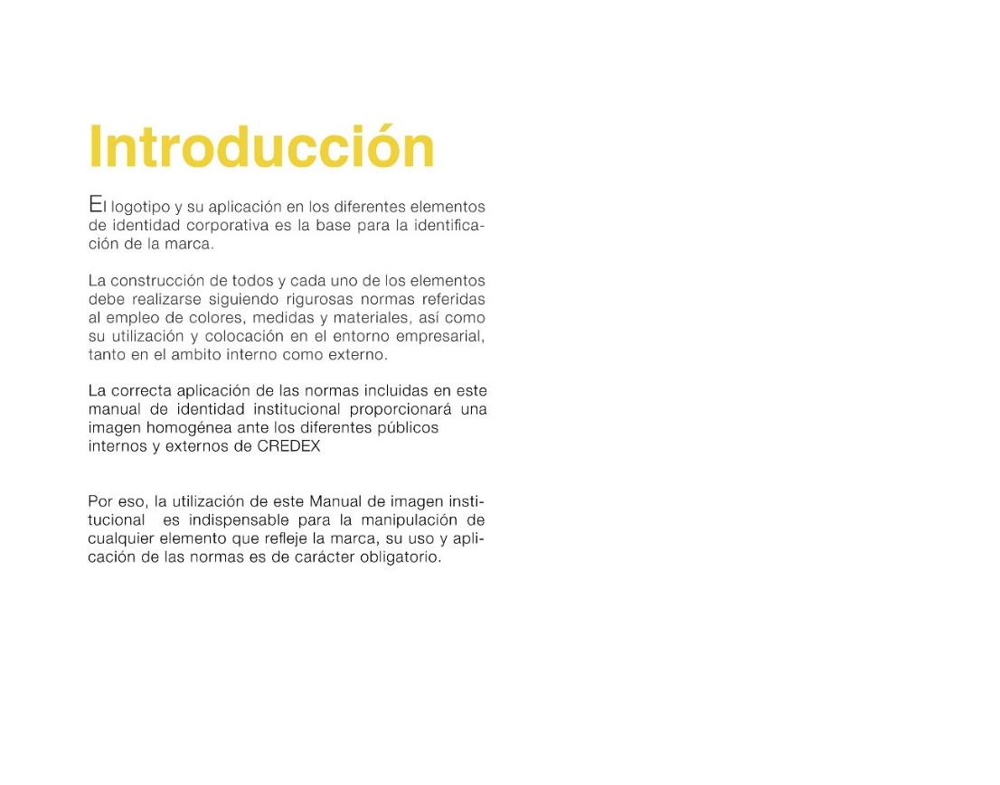 Introducción
El logotipo y su aplicación en los diferentes elementos
de identidad corporativa es la base para la identifica-
ción de la marca.
La construcción de todos y cada uno de los elementos
debe realizarse siguiendo rigurosas normas referidas
al empleo de colores, medidas y materiales, así como
su utilización y colocación en el entorno empresarial,
tanto en el ambito interno como externo.
La correcta aplicación de las normas incluidas en este
manual de identidad institucional proporcionará una
imagen homogénea ante los diferentes públicos
internos y externos de CREDEX
Por eso, la utilización de este Manual de imagen insti-
tucional es indispensable para la manipulación de
cualquier elemento que refleje la marca, su uso y apli-
cación de las normas es de carácter obligatorio.